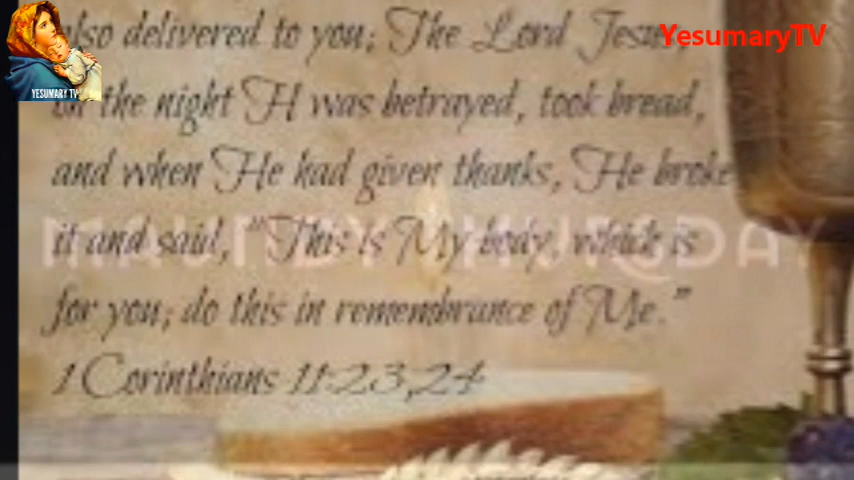 YesumaryTV
YESUMARY TV
also delivered to you; The Lord Jesus,
on the night H was betrayed, took bread,
and when He had given thanks, He broke
it and said, "This is My body, which is
for you; do this in remembrance of Me."
1 Corinthians 11:23,24
MAUNDY THURSDAY